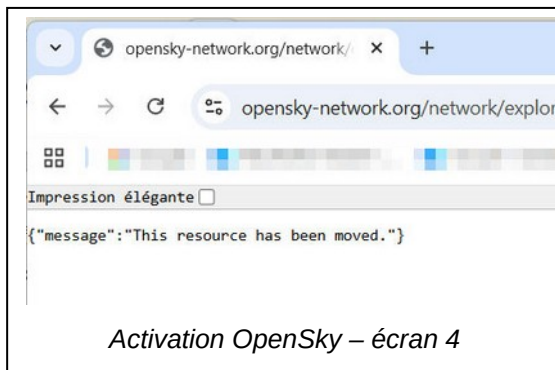 opensky-network.org/network/
opensky-network.org/network/explor
Impression élégante
{"message":"This resource has been moved."}
Activation OpenSky – écran 4